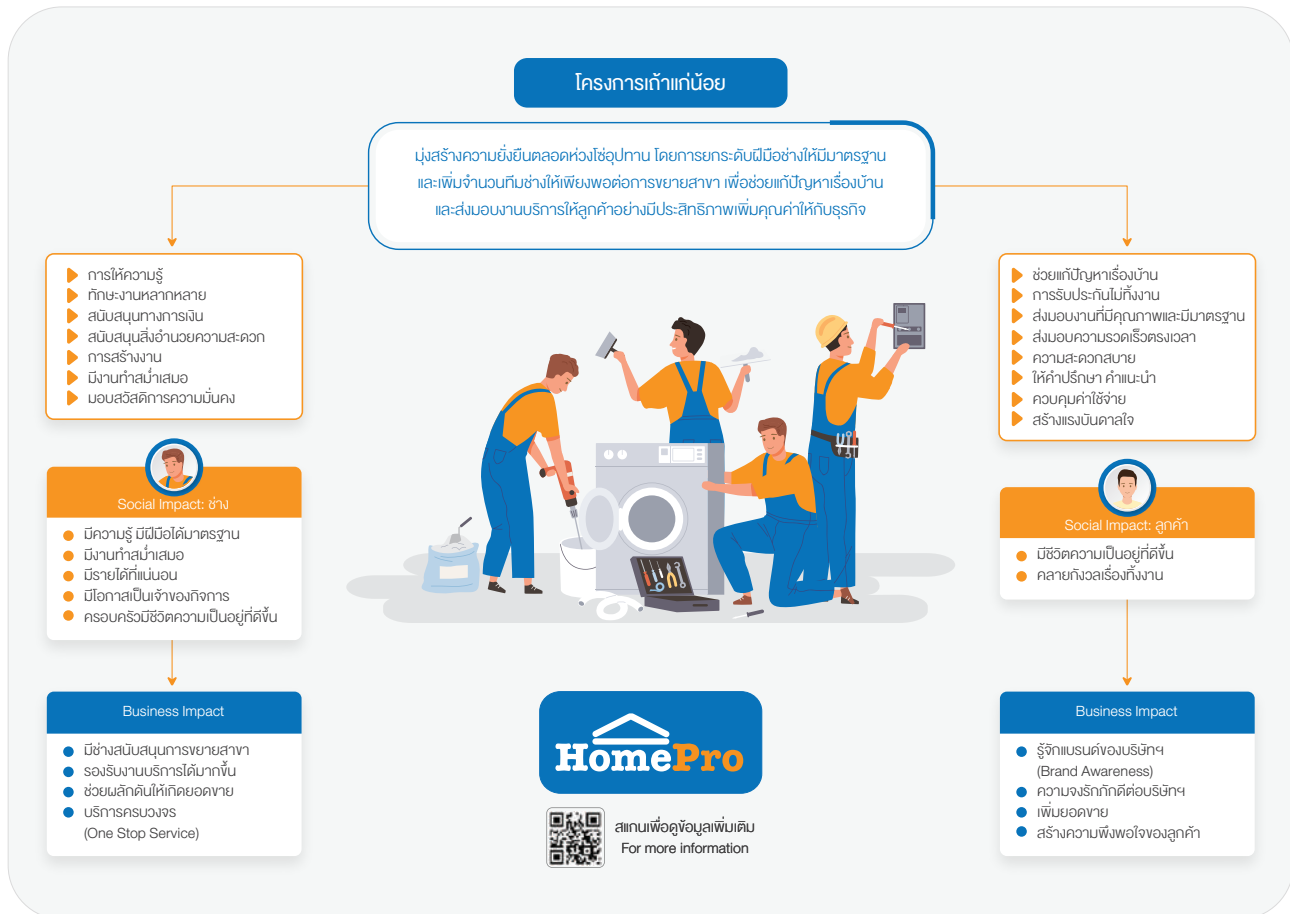 โครงการเถ้าแก่น้อย
มุ่งสร้างความยั่งยืนตลอดห่วงโซ่อุปทาน โดยการยกระดับฝีมือช่างให้มีมาตรฐาน
และเพิ่มจำนวนทีมช่างให้เพียงพอต่อการขยายสาขา เพื่อช่วยแก้ปัญหาเรื่องบ้าน
และส่งมอบงานบริการให้ลูกค้าอย่างมีประสิทธิภาพเพิ่มคุณค่าให้กับธุรกิจ
การให้ความรู้
ทักษะงานหลากหลาย
สนับสนุนทางการเงิน
สนับสนุนสิ่งอำนวยความสะดวก
การสร้างงาน
มีงานทำสม่ำเสมอ
มอบสวัสดิการความมั่นคง
Social Impact: ช่าง
มีความรู้ มีฝีมือได้มาตรฐาน
มีงานทำสม่ำเสมอ
มีรายได้ที่แน่นอน
มีโอกาสเป็นเจ้าของกิจการ
ครอบครัวมีชีวิตความเป็นอยู่ที่ดีขึ้น
Business Impact
มีช่างสนับสนุนการขยายสาขา
รองรับงานบริการได้มากขึ้น
ช่วยผลักดันให้เกิดยอดขาย
บริการครบวงจร
(One Stop Service)
ช่วยแก้ปัญหาเรื่องบ้าน
การรับประกันไม่ทิ้งงาน
ส่งมอบงานที่มีคุณภาพและมีมาตรฐาน
ส่งมอบความรวดเร็วตรงเวลา
ความสะดวกสบาย
ให้คำปรึกษา คำแนะนำ
ควบคุมค่าใช้จ่าย
สร้างแรงบันดาลใจ
Social Impact: ลูกค้า
มีชีวิตความเป็นอยู่ที่ดีขึ้น
คลายกังวลเรื่องทิ้งงาน
Business Impact
รู้จักแบรนด์ของบริษัทฯ
(Brand Awareness)
ความจงรักภักดีต่อบริษัทฯ
เพิ่มยอดขาย
สร้างความพึงพอใจของลูกค้า
HomePro
สแกนเพื่อดูข้อมูลเพิ่มเติม
For more information